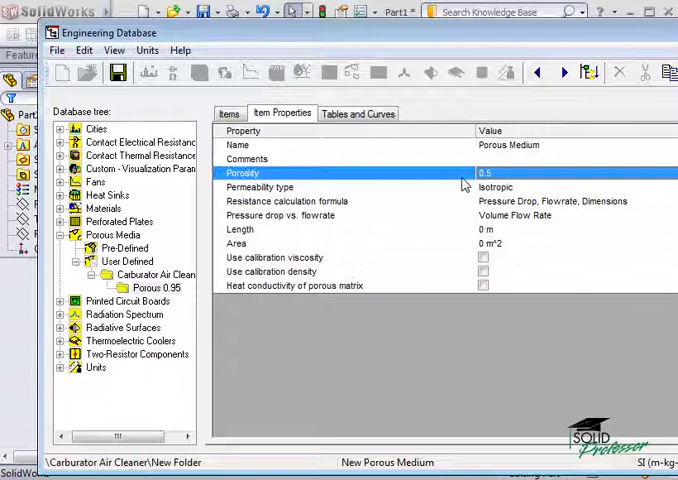 SolidWorks
Part1 *
Search Knowledge Base
Engineering Database
File Edit View Units Help
Database tree:
Items Item Properties Tables and Curves
Property Value
Name Porous Medium
Comments
Porosity 0.5
Permeability type Isotropic
Resistance calculation formula Pressure Drop, Flowrate, Dimensions
Pressure drop vs. flowrate Volume Flow Rate
Length 0 m
Area 0 m^2
Use calibration viscosity
Use calibration density
Heat conductivity of porous matrix
Cities
Contact Electrical Resistanc
Contact Thermal Resistance
Custom - Visualization Param
Fans
Heat Sinks
Materials
Perforated Plates
Porous Media
Pre-Defined
User Defined
Carburator Air Clean
Porous 0.95
Printed Circuit Boards
Radiation Spectrum
Radiative Surfaces
Thermoelectric Coolers
Two-Resistor Components
Units
Feature
Part
SOLID
Professor
\Carburator Air Cleaner\New Folder New Porous Medium SI (m-kg-
SolidWorks